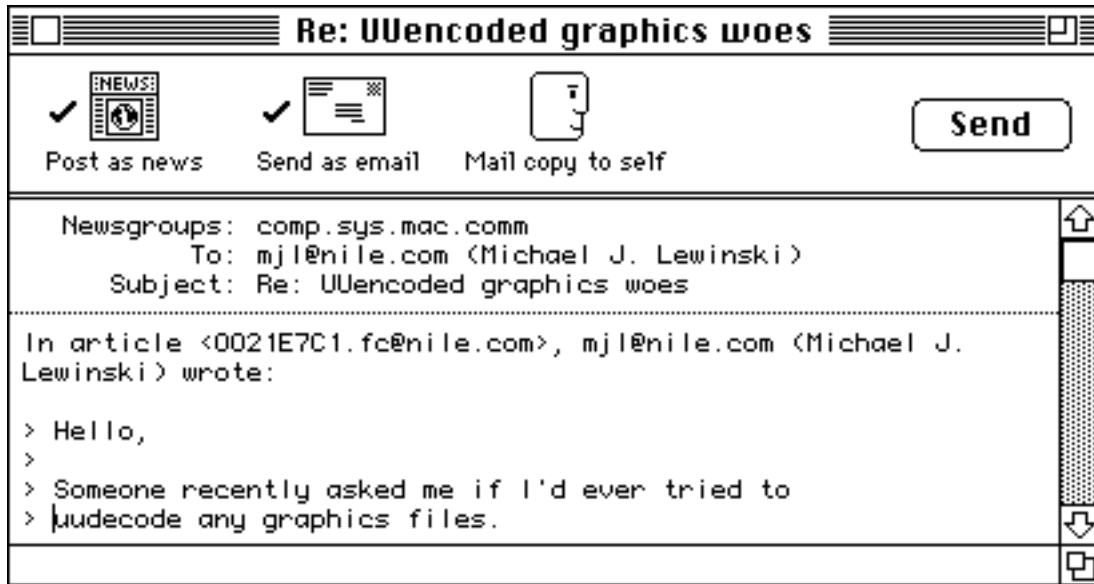 Re: UUencoded graphics woes
NEWS
Post as news
Send as email
Mail copy to self
Send
Newsgroups: comp.sys.mac.comm
To: mjl@nile.com (Michael J. Lewinski)
Subject: Re: UUencoded graphics woes
In article <0021E7C1.fc@nile.com>, mjl@nile.com (Michael J.
Lewinski) wrote:
> Hello,
>
> Someone recently asked me if I'd ever tried to
> uudecode any graphics files.